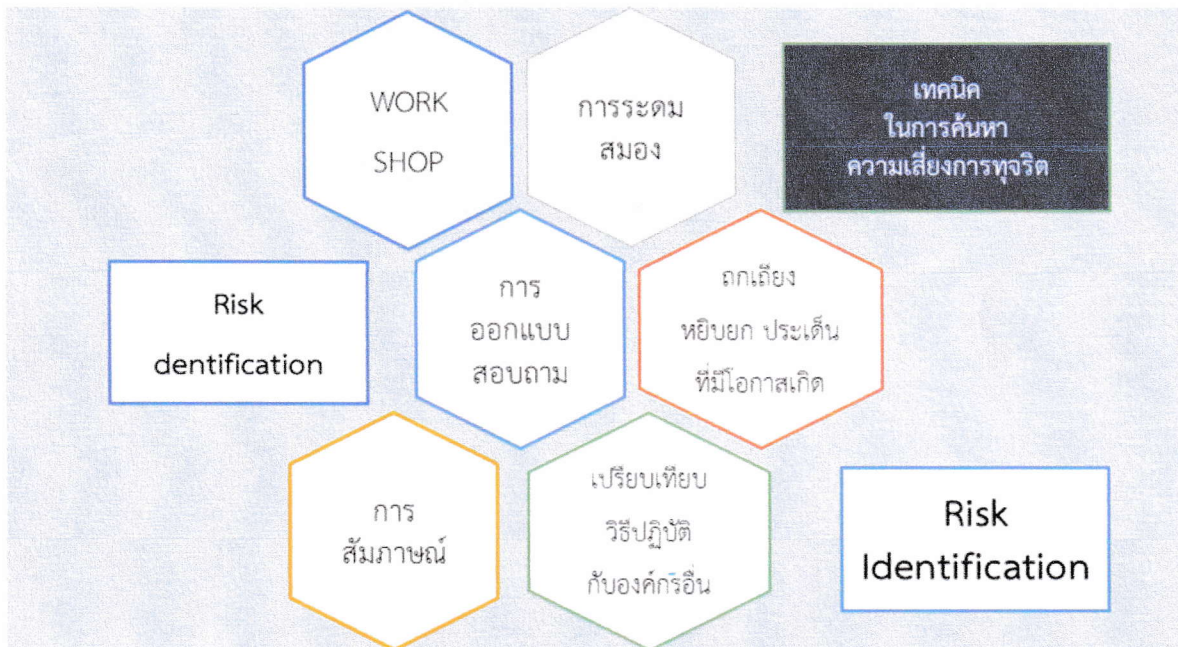 WORK
SHOP
การระดม
สมอง
เทคนิค
ในการค้นหา
ความเสี่ยงการทุจริต
Risk
dentification
การ
ออกแบบ
สอบถาม
ถกเถียง
หยิบยก ประเด็น
ที่มีโอกาสเกิด
การ
สัมภาษณ์
เปรียบเทียบ
วิธีปฏิบัติ
กับองค์กรอื่น
Risk
Identification